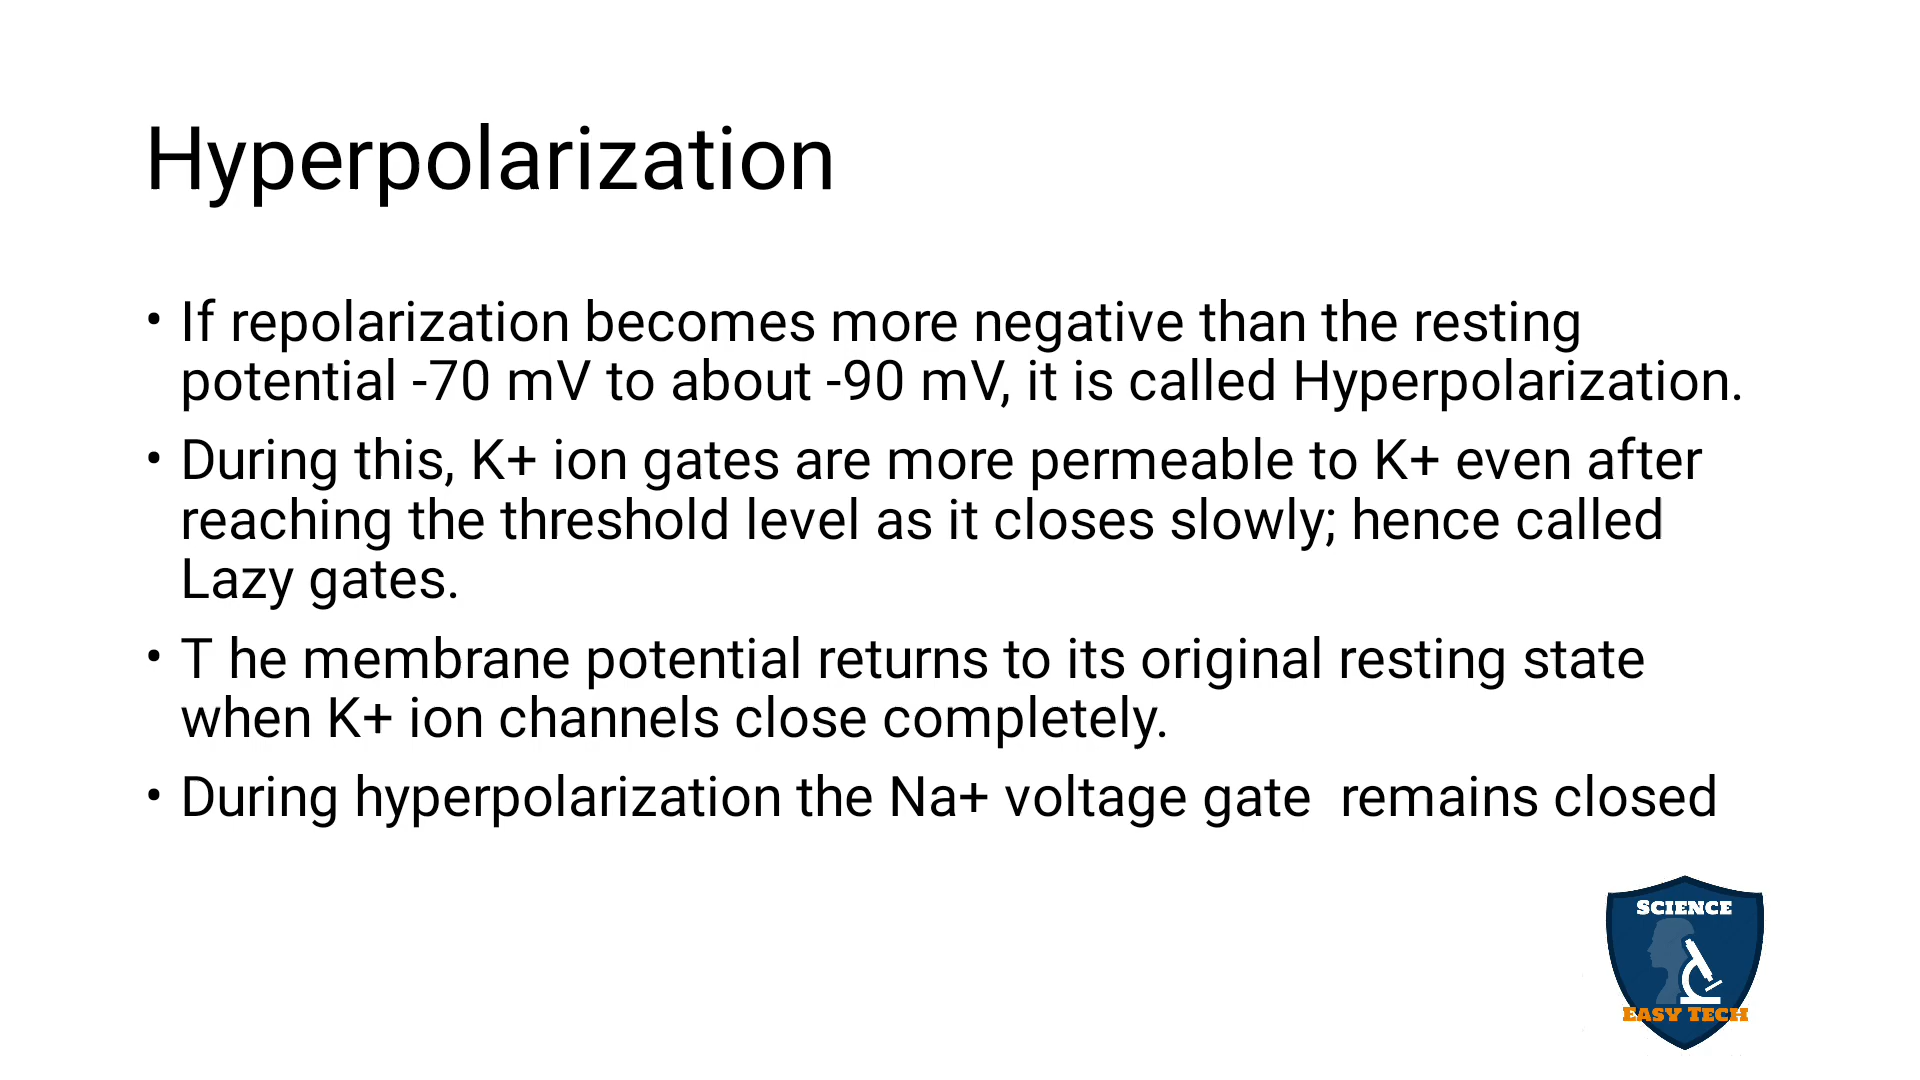 Hyperpolarization
• If repolarization becomes more negative than the resting
potential -70 mV to about -90 mV, it is called Hyperpolarization.
• During this, K+ ion gates are more permeable to K+ even after
reaching the threshold level as it closes slowly; hence called
Lazy gates.
• T he membrane potential returns to its original resting state
when K+ ion channels close completely.
• During hyperpolarization the Na+ voltage gate  remains closed
SCIENCE
EASY TECH